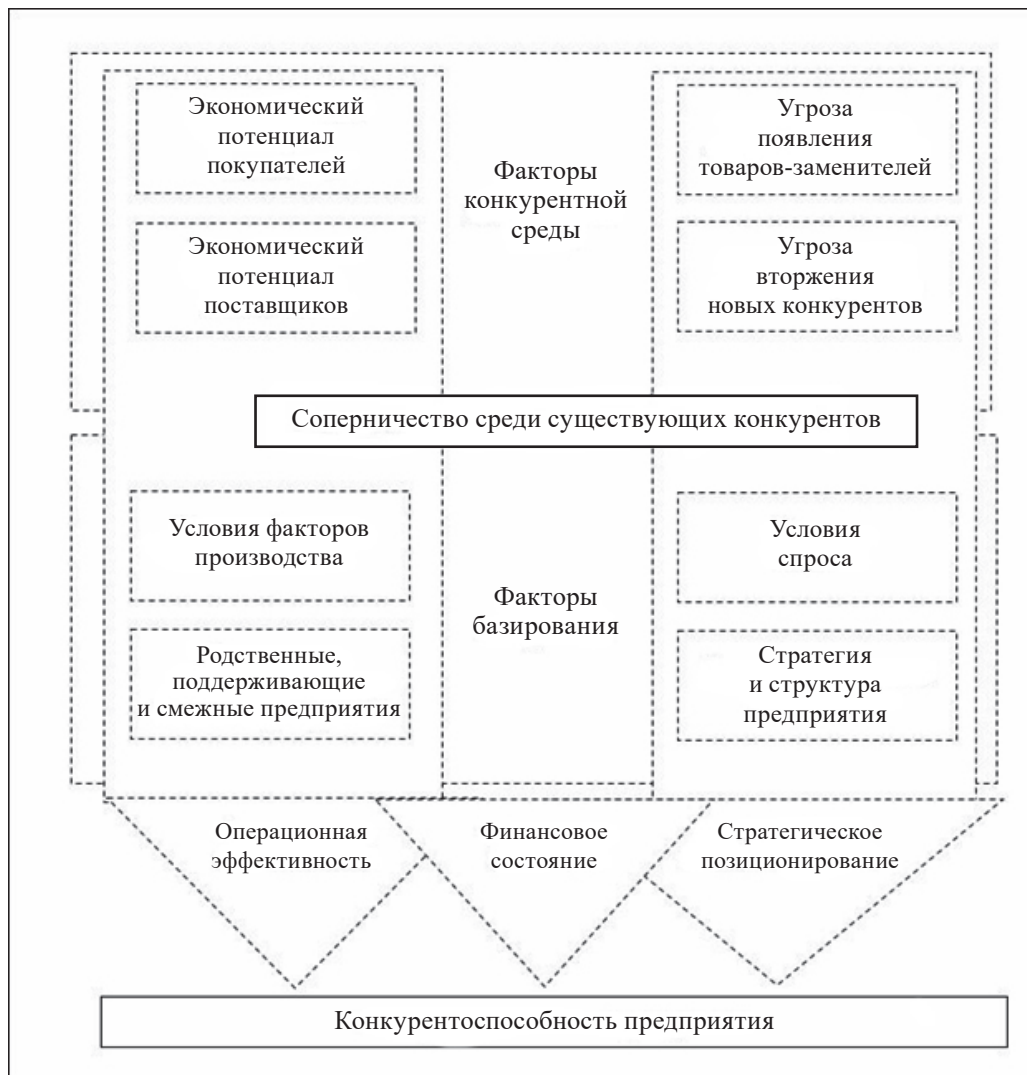 Экономический
потенциал
покупателей
Экономический
потенциал
поставщиков
Факторы
конкурентной
среды
Угроза
появления
товаров-заменителей
Угроза
вторжения
новых конкурентов
Соперничество среди существующих конкурентов
Условия факторов
производства
Родственные,
поддерживающие
и смежные предприятия
Факторы
базирования
Условия
спроса
Стратегия
и структура
предприятия
Операционная
эффективность
Финансовое
состояние
Стратегическое
позиционирование
Конкурентоспособность предприятия